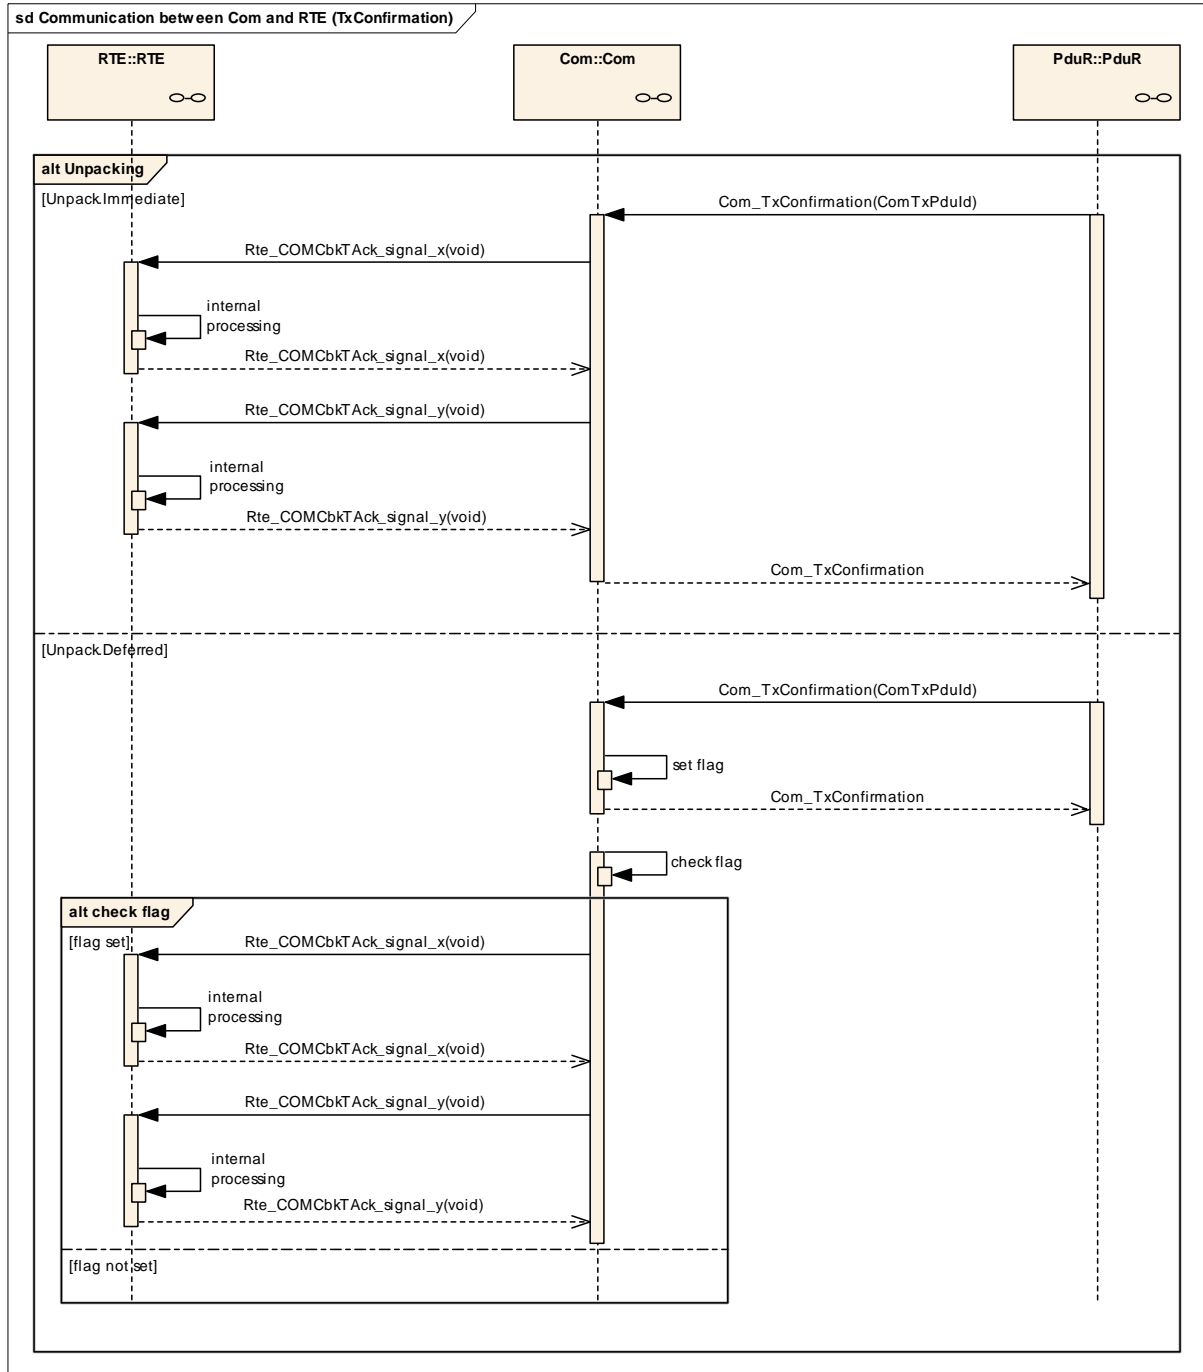 sd Communication between Com and RTE (TxConfirmation)
RTE::RTE
Com::Com
PduR::PduR
alt Unpacking
[Unpack.Immediate]
Com_TxConfirmation(ComTxPduId)
Rte_COMCbkTAck_signal_x(void)
internal
processing
Rte_COMCbkTAck_signal_x(void)
Rte_COMCbkTAck_signal_y(void)
internal
processing
Rte_COMCbkTAck_signal_y(void)
Com_TxConfirmation
[Unpack.Deferred]
Com_TxConfirmation(ComTxPduId)
set flag
Com_TxConfirmation
check flag
alt check flag
[flag set]
Rte_COMCbkTAck_signal_x(void)
internal
processing
Rte_COMCbkTAck_signal_x(void)
Rte_COMCbkTAck_signal_y(void)
internal
processing
Rte_COMCbkTAck_signal_y(void)
[flag not set]